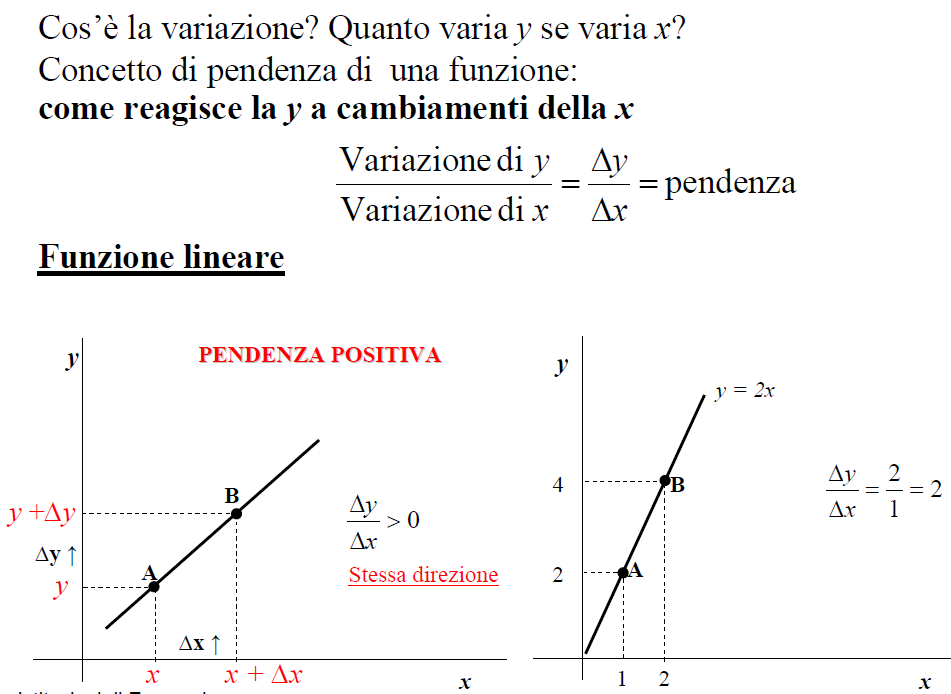 Cos'è la variazione? Quanto varia y se varia x?
Concetto di pendenza di una funzione:
come reagisce la y a cambiamenti della x
Variazione di y / Variazione di x = Δy / Δx = pendenza
Funzione lineare
y
PENDENZA POSITIVA
B
y +Δy
Δy / Δx > 0
Δy ↑
A
y
Stessa direzione
Δx ↑
x
x + Δx
x
y
y = 2x
4
B
Δy / Δx = 2 / 1 = 2
2
A
1
2
x